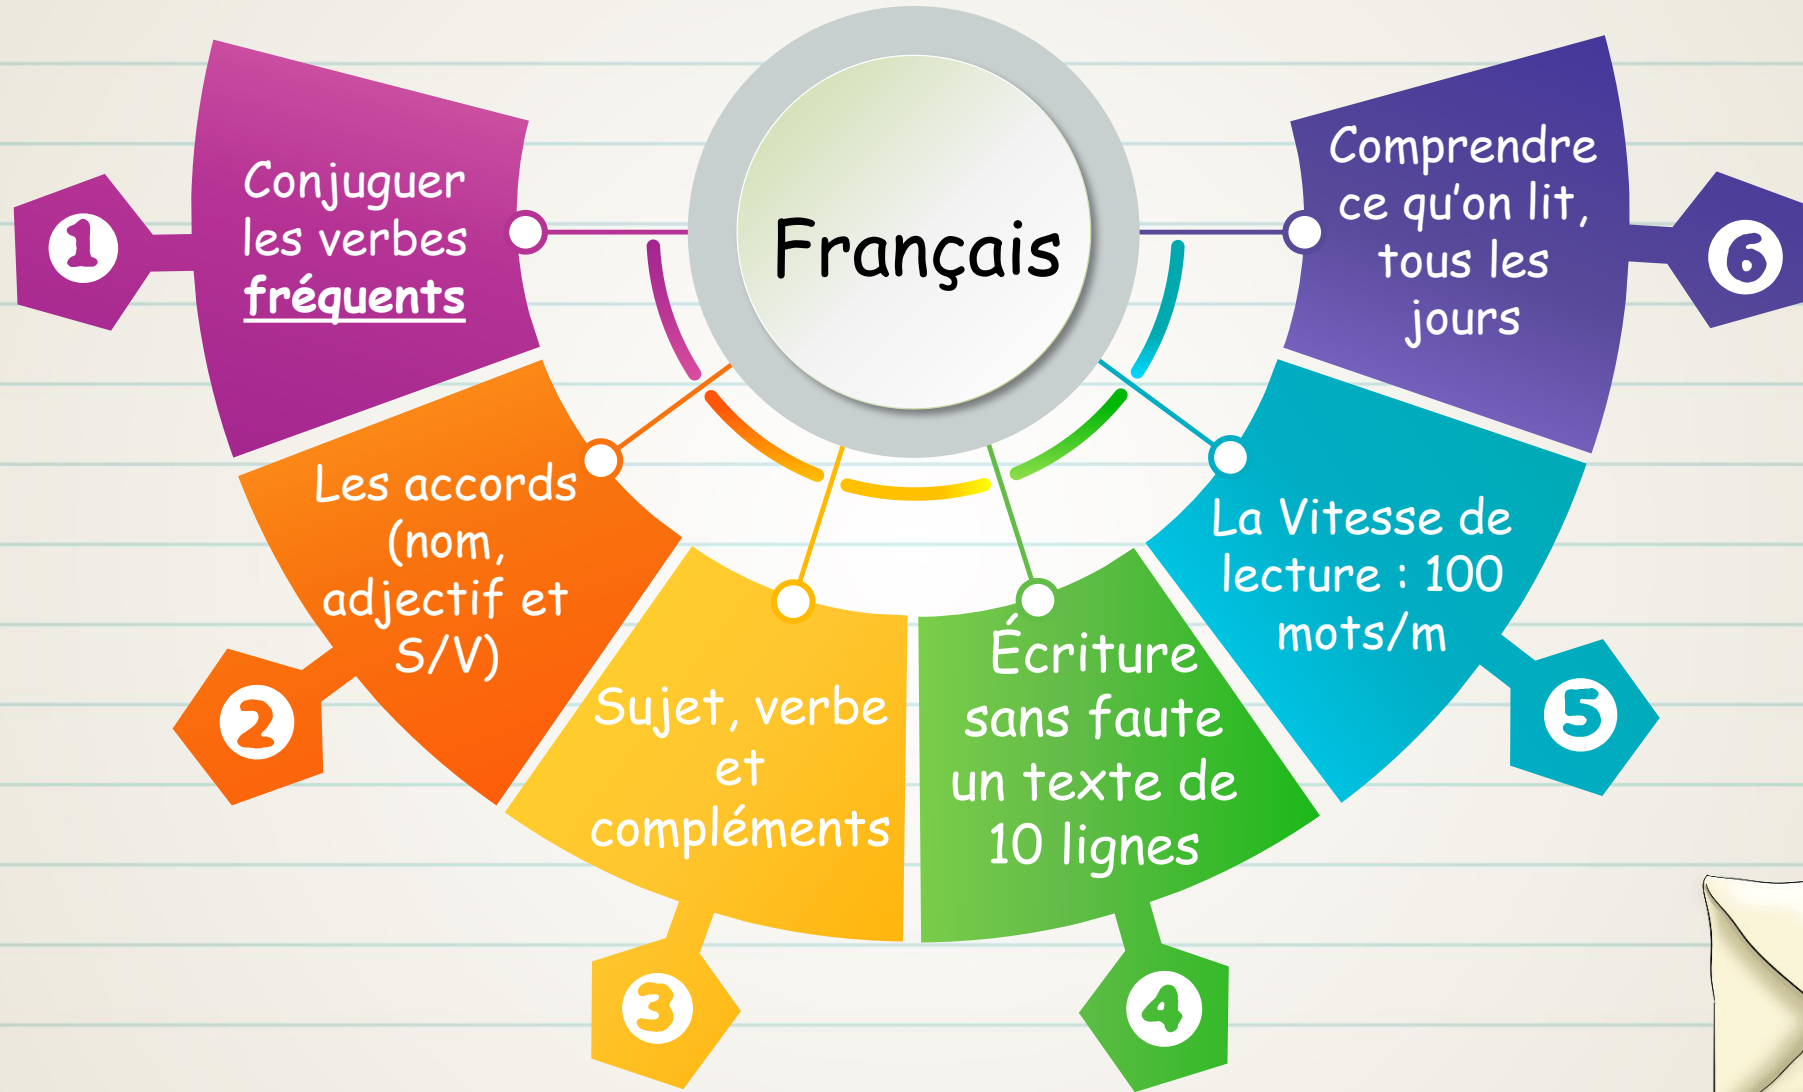 Français
1
Conjuguer
les verbes
fréquents
2
Les accords
(nom,
adjectif et
S/V)
3
Sujet, verbe
et
compléments
4
Écriture
sans faute
un texte de
10 lignes
5
La Vitesse de
lecture : 100
mots/m
6
Comprendre
ce qu’on lit,
tous les
jours